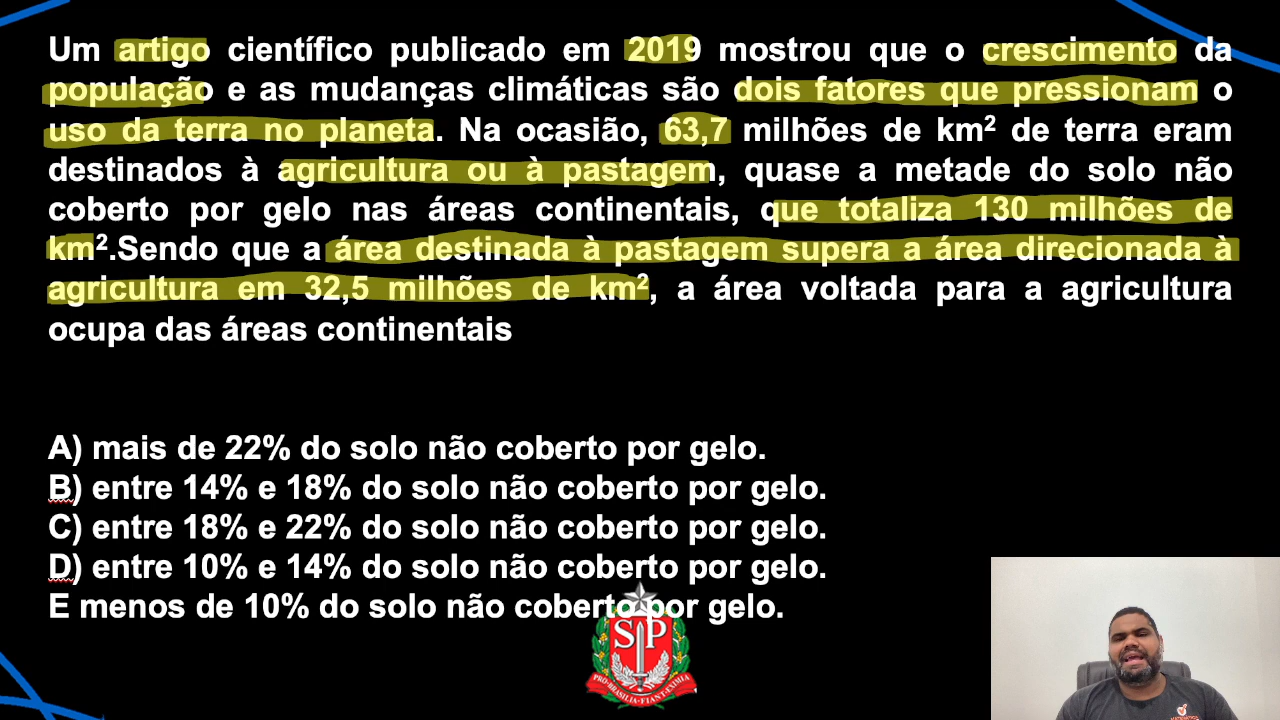 Um artigo científico publicado em 2019 mostrou que o crescimento da
população e as mudanças climáticas são dois fatores que pressionam o
uso da terra no planeta. Na ocasião, 63,7 milhões de km² de terra eram
destinados à agricultura ou à pastagem, quase a metade do solo não
coberto por gelo nas áreas continentais, que totaliza 130 milhões de
km².Sendo que a área destinada à pastagem supera a área direcionada à
agricultura em 32,5 milhões de km², a área voltada para a agricultura
ocupa das áreas continentais
A) mais de 22% do solo não coberto por gelo.
B) entre 14% e 18% do solo não coberto por gelo.
C) entre 18% e 22% do solo não coberto por gelo.
D) entre 10% e 14% do solo não coberto por gelo.
E menos de 10% do solo não coberto por gelo.
SP
PRO·BRASILIA·FIANT·EXIMIA